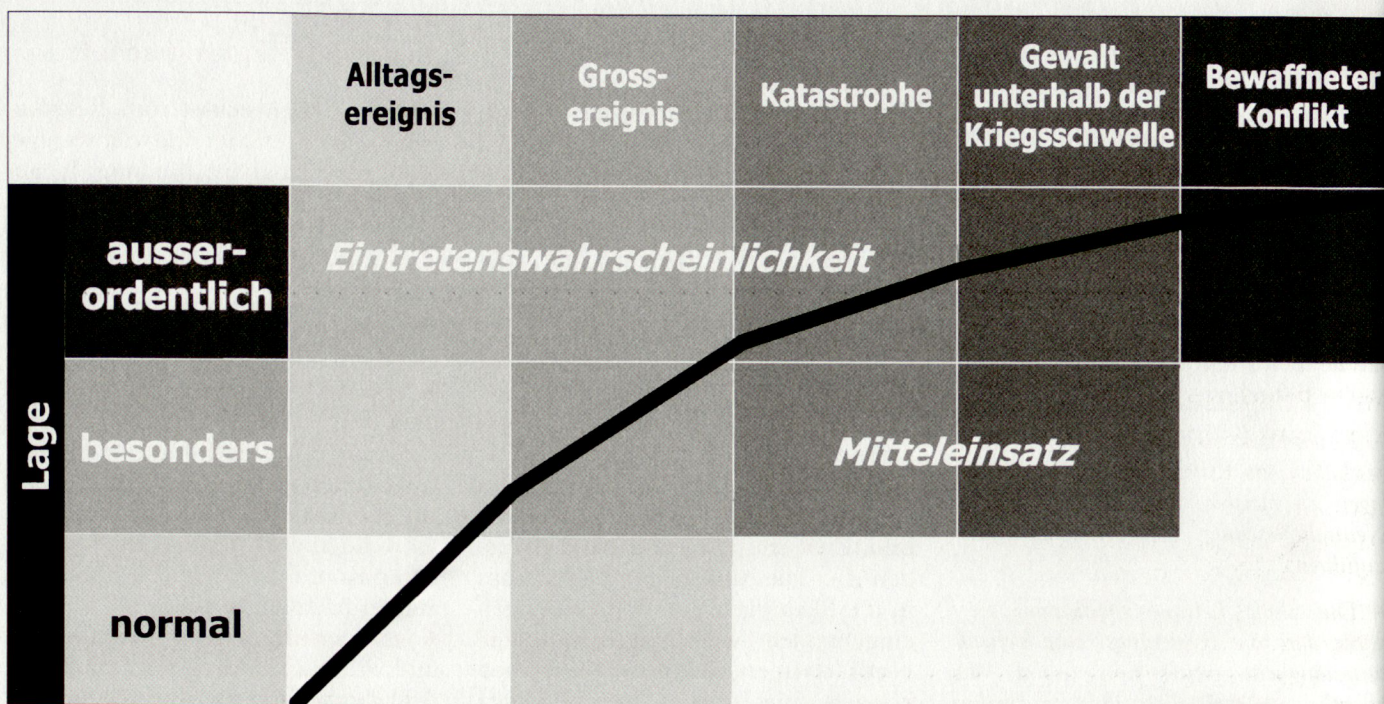 Alltags-
ereignis
Gross-
ereignis
Katastrophe
Gewalt
unterhalb der
Kriegsschwelle
Bewaffneter
Konflikt
Lage
ausser-
ordentlich
Eintretenswahrscheinlichkeit
besonders
Mitteleinsatz
normal